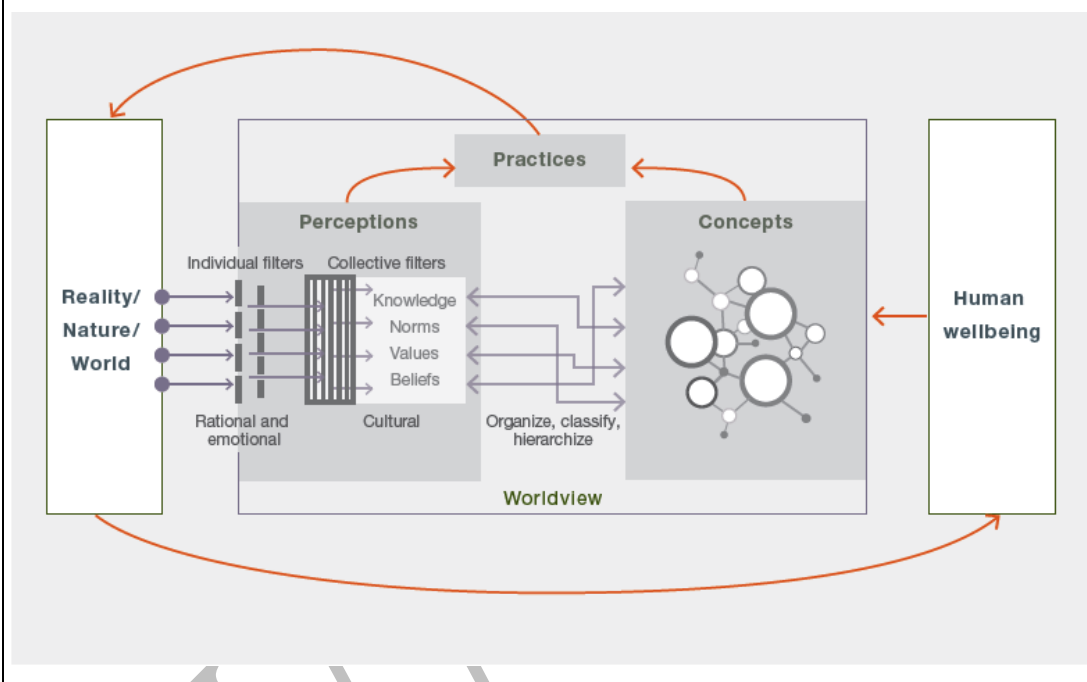 Practices
Perceptions
Concepts
Individual filters
Collective filters
Reality/
Nature/
World
Knowledge
Norms
Values
Beliefs
Human
wellbeing
Rational and
emotional
Cultural
Organize, classify,
hierarchize
Worldview